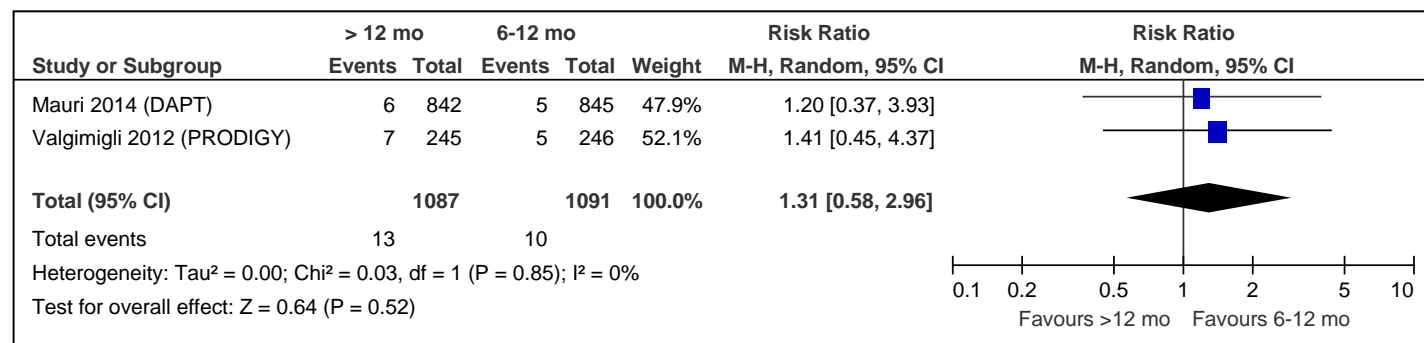 > 12 mo 6-12 mo Risk Ratio Risk Ratio
Study or Subgroup Events Total Events Total Weight M-H, Random, 95% CI M-H, Random, 95% CI
Mauri 2014 (DAPT) 6 842 5 845 47.9% 1.20 [0.37, 3.93]
Valgimigli 2012 (PRODIGY) 7 245 5 246 52.1% 1.41 [0.45, 4.37]
Total (95% CI) 1087 1091 100.0% 1.31 [0.58, 2.96]
Total events 13 10
Heterogeneity: Tau² = 0.00; Chi² = 0.03, df = 1 (P = 0.85); I² = 0%
Test for overall effect: Z = 0.64 (P = 0.52)
0.1 0.2 0.5 1 2 5 10
Favours >12 mo Favours 6-12 mo